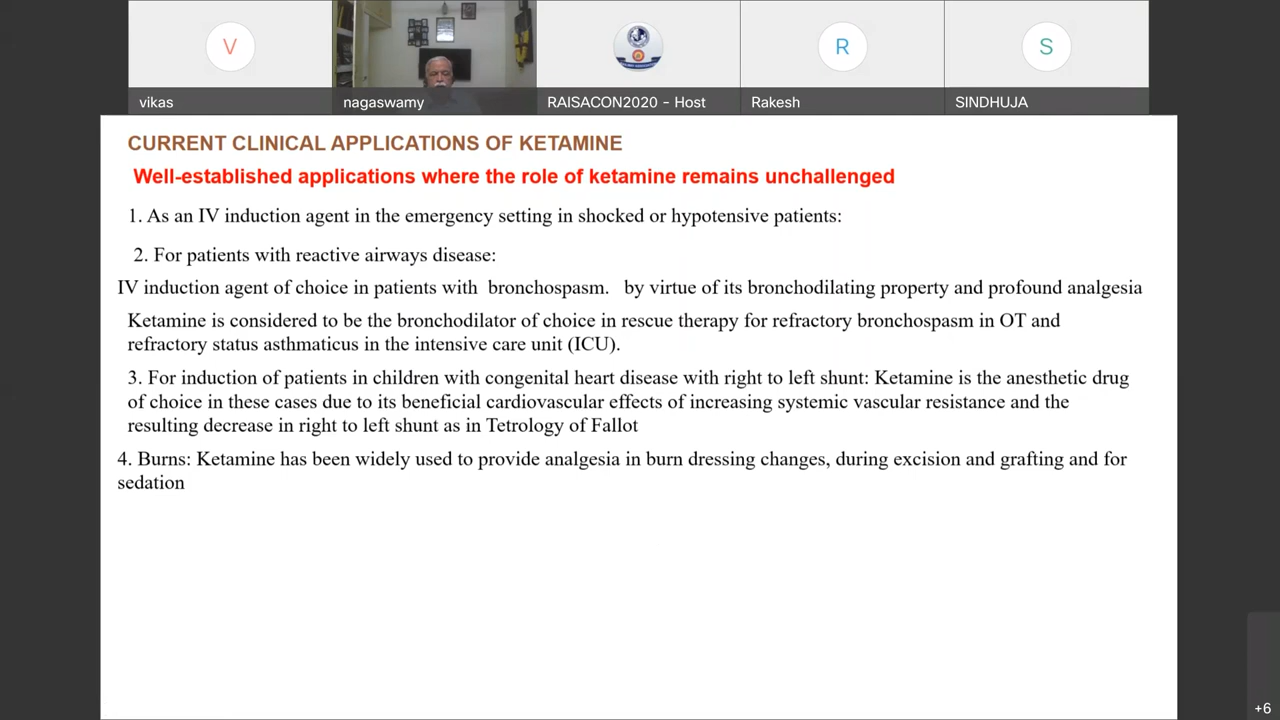 V
R
S
vikas
nagaswamy
RAISACON2020 - Host
Rakesh
SINDHUJA
CURRENT CLINICAL APPLICATIONS OF KETAMINE
Well-established applications where the role of ketamine remains unchallenged
1. As an IV induction agent in the emergency setting in shocked or hypotensive patients:
2. For patients with reactive airways disease:
IV induction agent of choice in patients with bronchospasm. by virtue of its bronchodilating property and profound analgesia
Ketamine is considered to be the bronchodilator of choice in rescue therapy for refractory bronchospasm in OT and
refractory status asthmaticus in the intensive care unit (ICU).
3. For induction of patients in children with congenital heart disease with right to left shunt: Ketamine is the anesthetic drug
of choice in these cases due to its beneficial cardiovascular effects of increasing systemic vascular resistance and the
resulting decrease in right to left shunt as in Tetrology of Fallot
4. Burns: Ketamine has been widely used to provide analgesia in burn dressing changes, during excision and grafting and for
sedation
+6